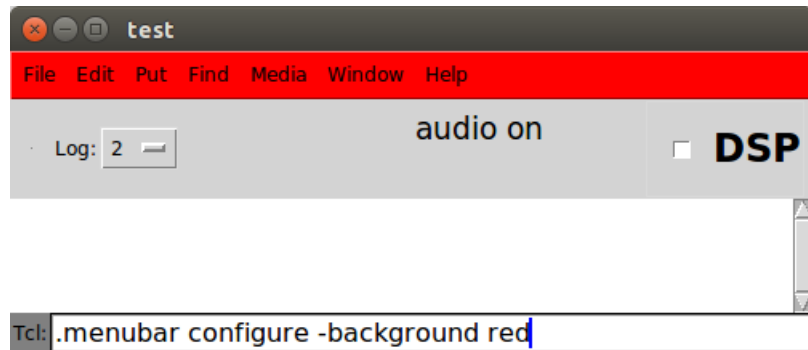 test
File Edit Put Find Media Window Help
Log: 2 audio on DSP
Tcl: .menubar configure -background red